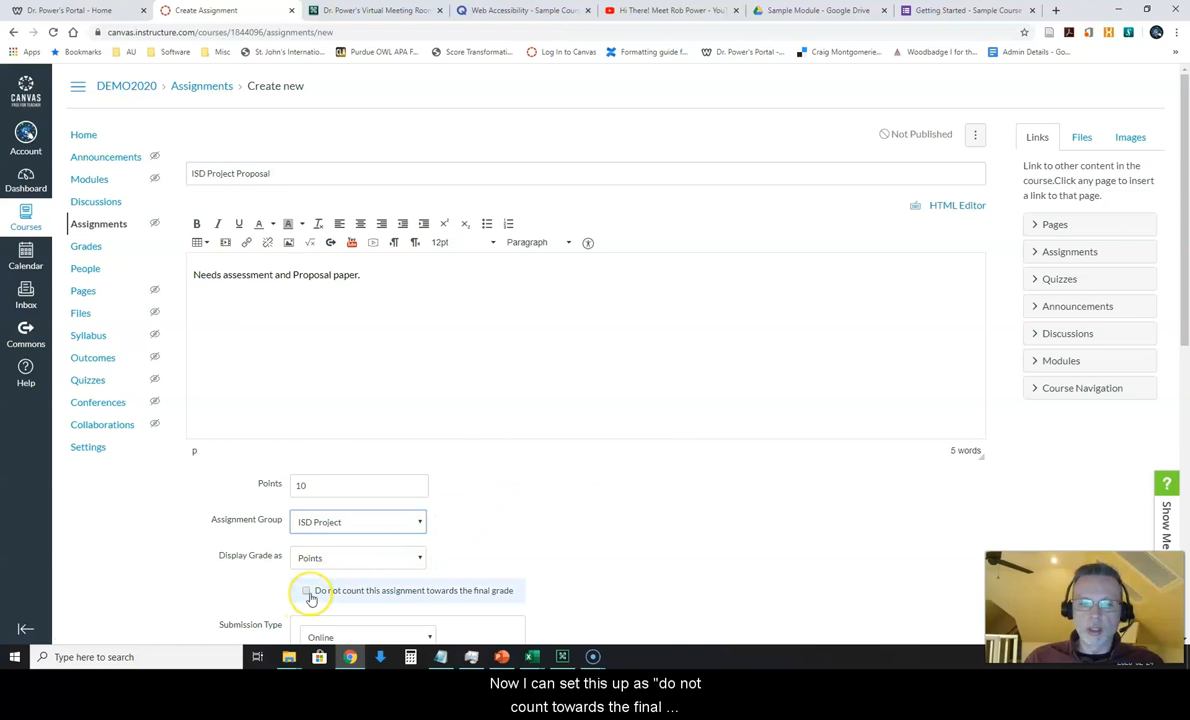 Dr. Power's Portal - Home
Create Assignment
Dr. Power's Virtual Meeting Roo
Web Accessibility - Sample Cours
Hi There! Meet Rob Power - You
Sample Module - Google Drive
Getting Started - Sample Course
canvas.instructure.com/courses/1844096/assignments/new
Apps
Bookmarks
AU
Software
Misc
St. John's Internatio...
Purdue OWL APA F...
Score Transformati...
Log In to Canvas
Formatting guide f...
Dr. Power's Portal -...
Craig Montgomerie...
Woodbadge I for th...
Admin Details - Go...
CANVAS
FREE FOR TEACHER
Account
Dashboard
Courses
Calendar
Inbox
Commons
Help
DEMO2020 › Assignments › Create new
Home
Announcements
Modules
Discussions
Assignments
Grades
People
Pages
Files
Syllabus
Outcomes
Quizzes
Conferences
Collaborations
Settings
Not Published
ISD Project Proposal
HTML Editor
12pt
Paragraph
Needs assessment and Proposal paper.
p
5 words
Points
10
Assignment Group
ISD Project
Display Grade as
Points
Do not count this assignment towards the final grade
Submission Type
Online
Links
Files
Images
Link to other content in the
course.Click any page to insert
a link to that page.
Pages
Assignments
Quizzes
Announcements
Discussions
Modules
Course Navigation
?
Show Me
Type here to search
Now I can set this up as "do not
count towards the final ...